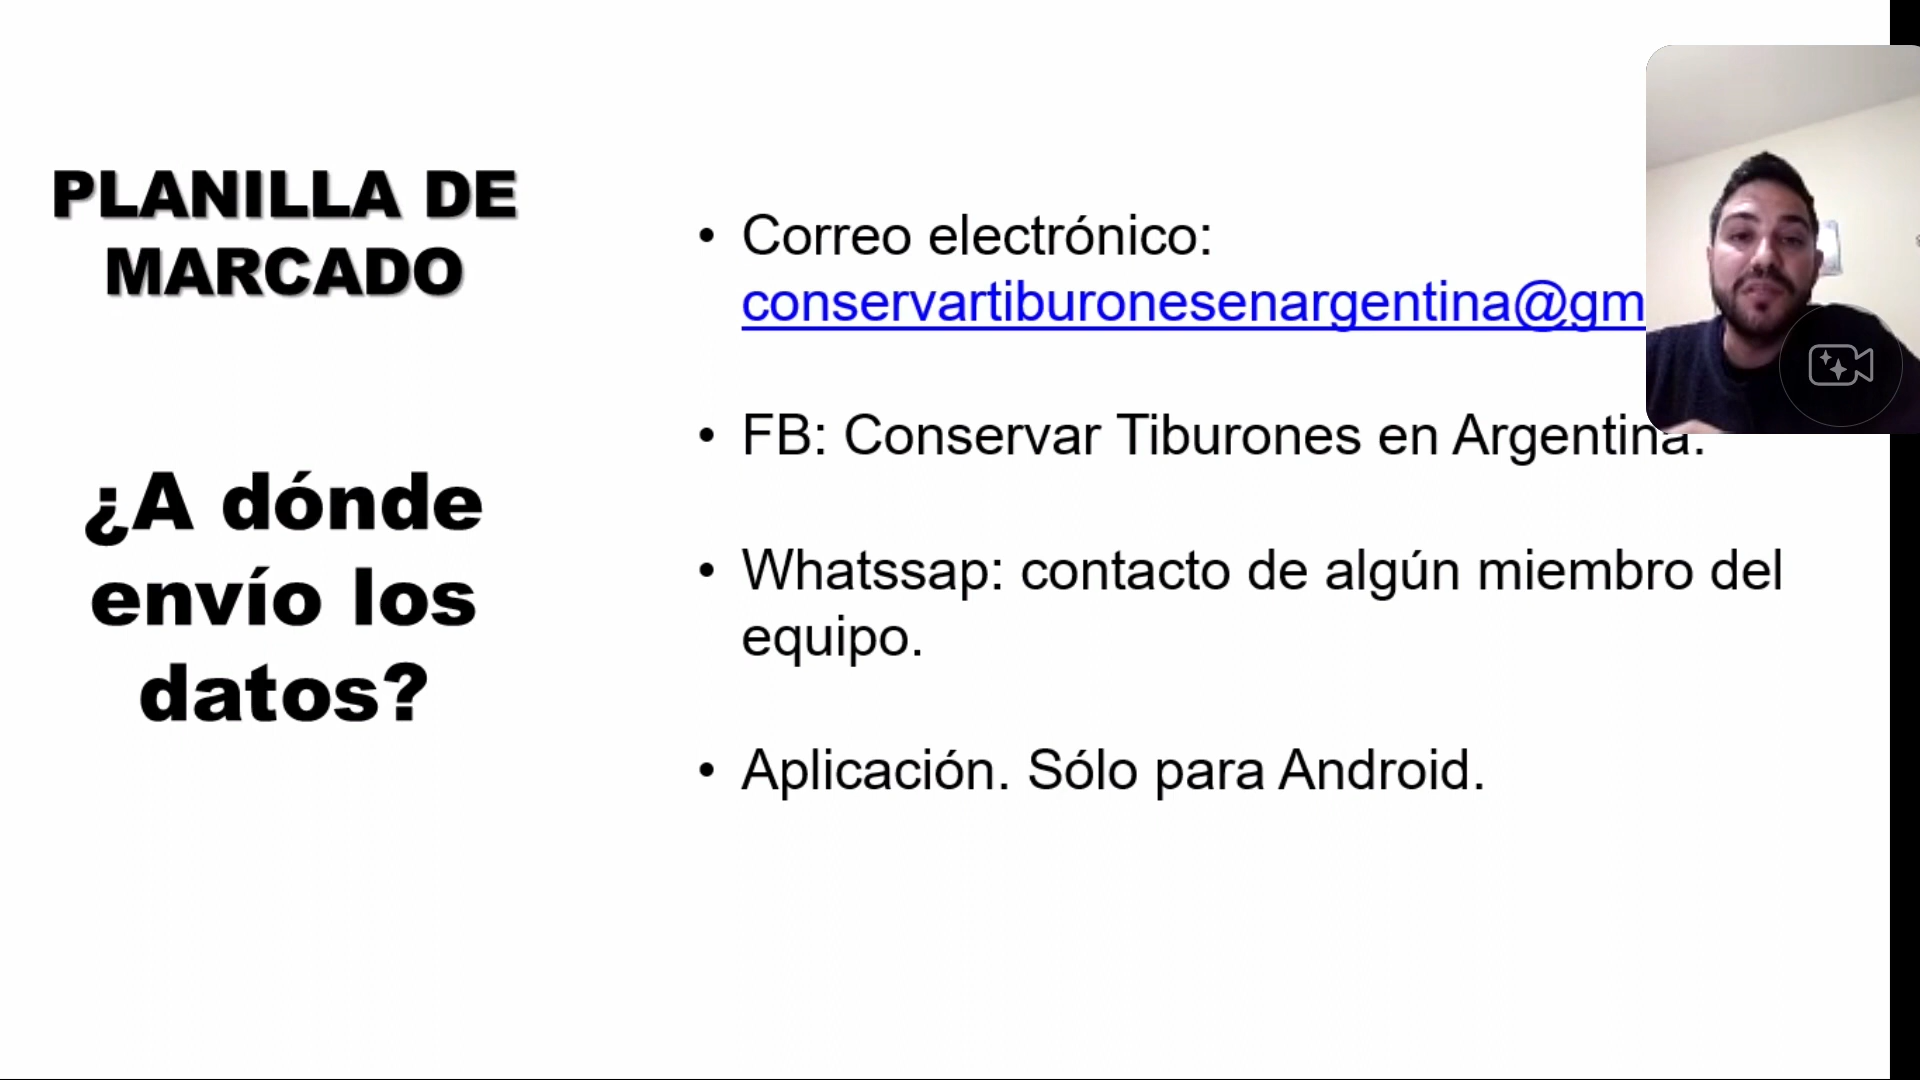 PLANILLA DE
MARCADO
¿A dónde
envío los
datos?
• Correo electrónico:
conservartiburonesenargentina@gm
• FB: Conservar Tiburones en Argentina.
• Whatssap: contacto de algún miembro del
equipo.
• Aplicación. Sólo para Android.